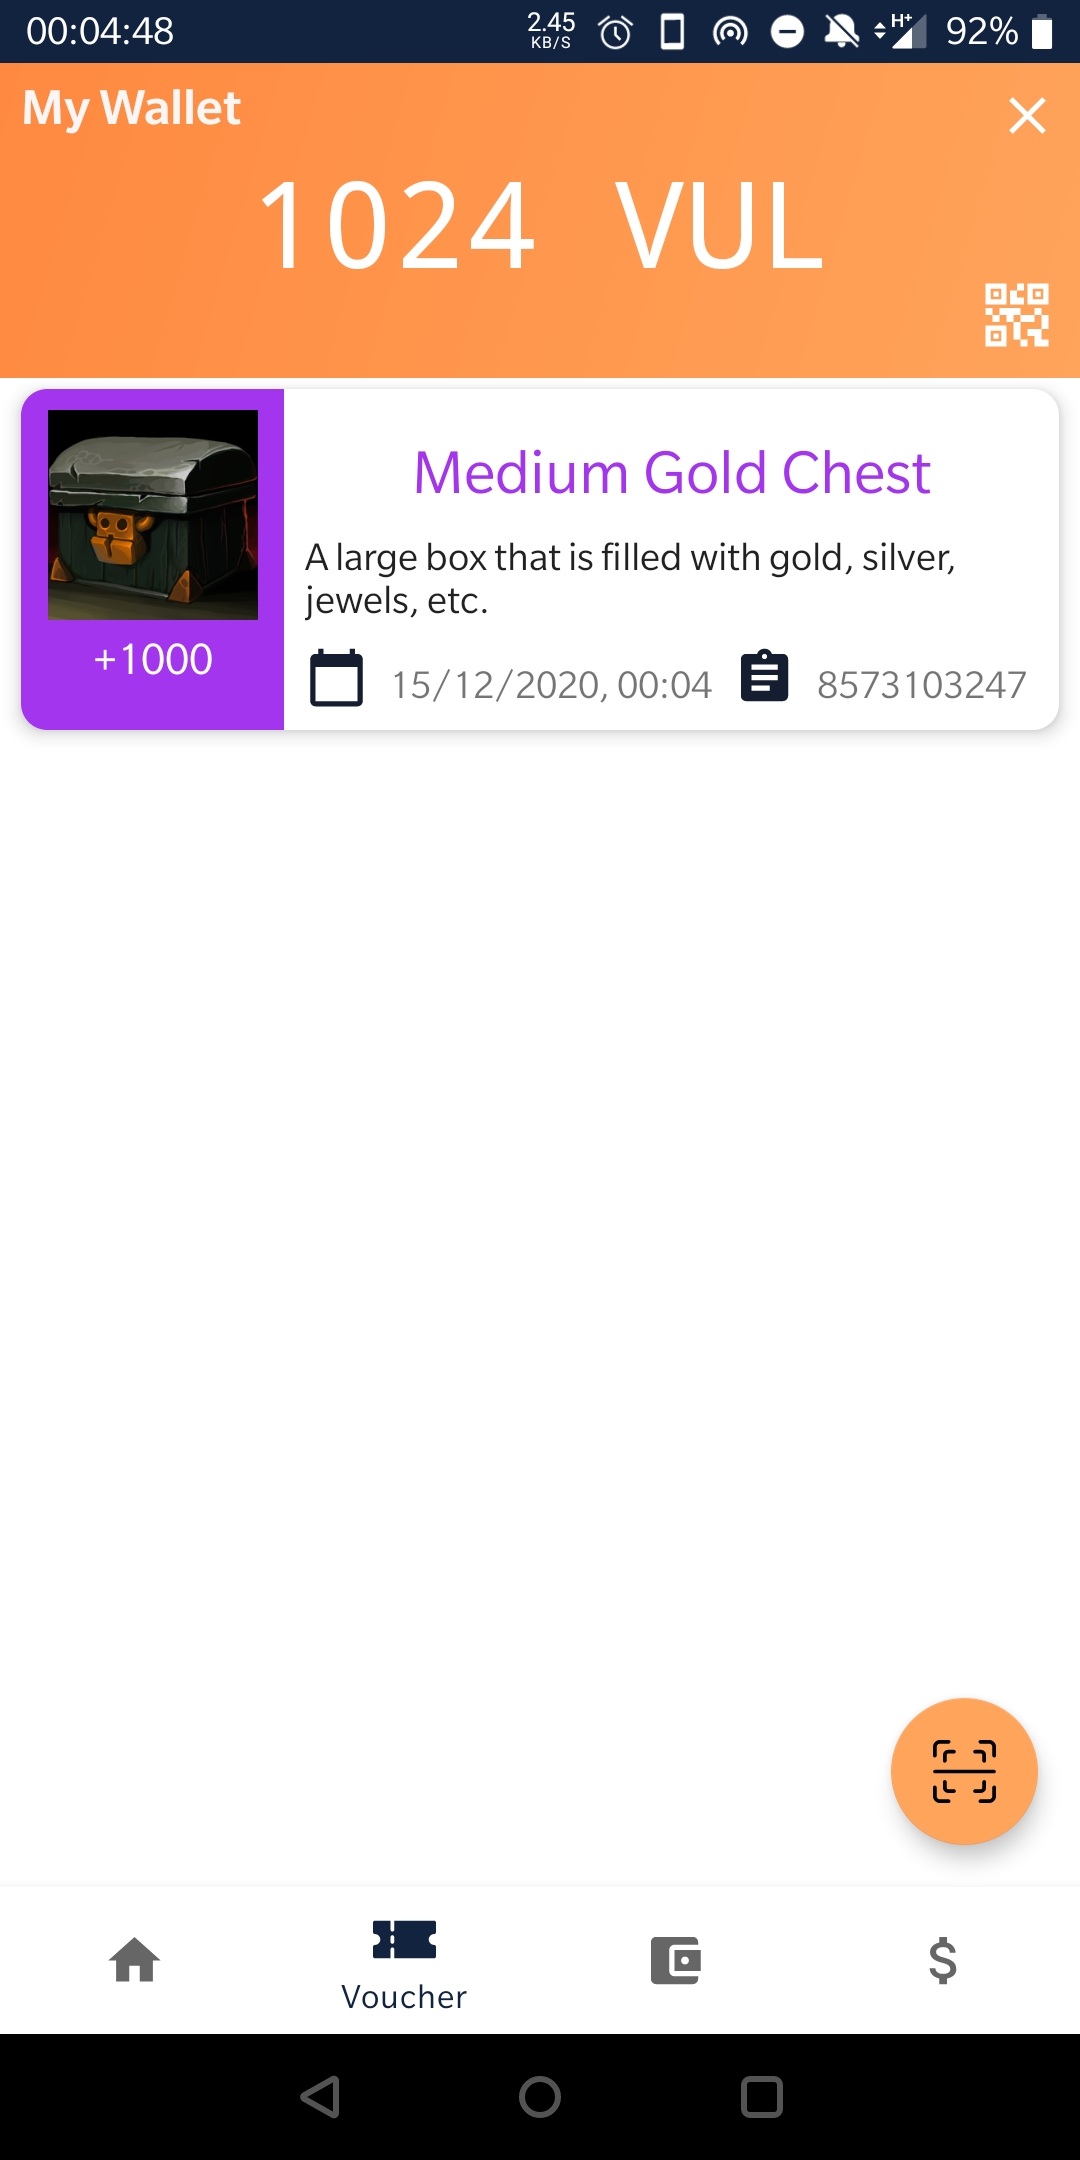 00:04:48
2.45
KB/S
H+
92%
My Wallet
1024 VUL
Medium Gold Chest
A large box that is filled with gold, silver,
jewels, etc.
+1000
15/12/2020, 00:04
8573103247
Voucher